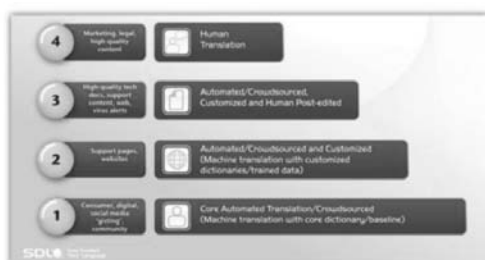 4
Marketing, legal,
high-quality
content
Human
Translation
3
High-quality tech
docs, support
content, web,
virus alerts
Automated/Crowdsourced,
Customized and Human Post-edited
2
Support pages,
websites
Automated/Crowdsourced and Customized
(Machine translation with customized
dictionaries/trained data)
1
Consumer, digital,
social media
"gisting",
community
Core Automated Translation/Crowdsourced
(Machine translation with core dictionary/baseline)
SDL